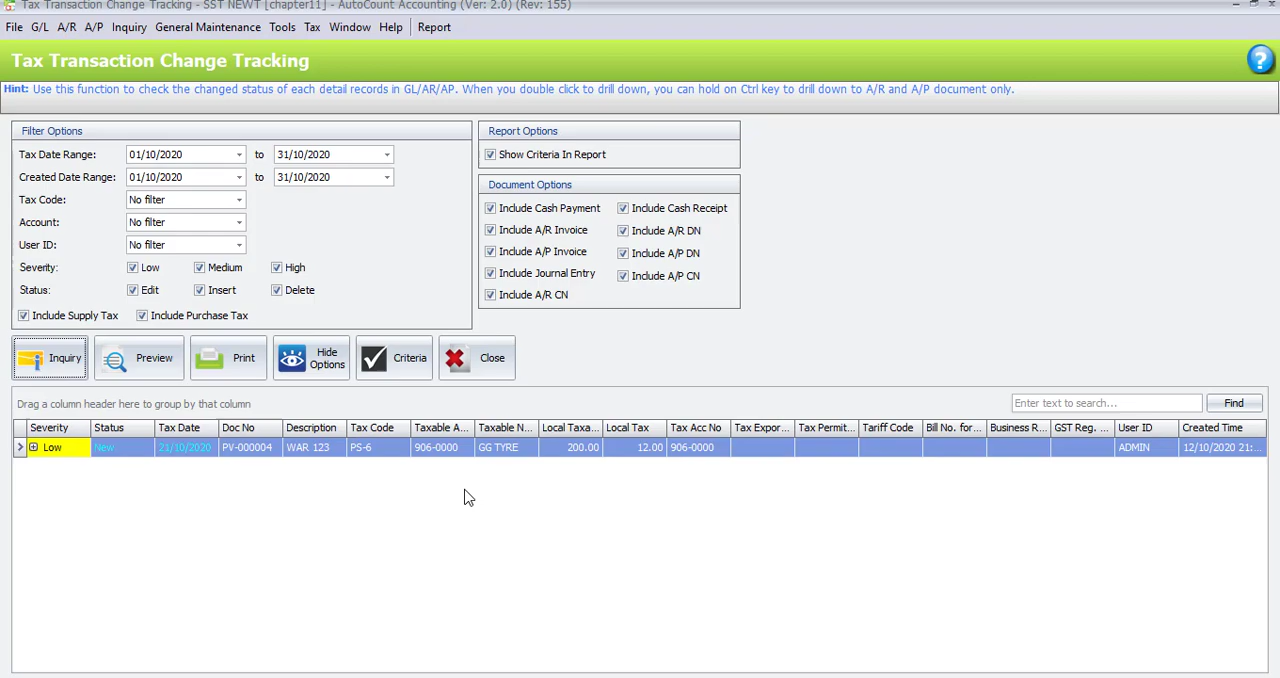 Tax Transaction Change Tracking - SST NEWT [chapter11] - AutoCount Accounting (Ver: 2.0) (Rev: 155)
File G/L A/R A/P Inquiry General Maintenance Tools Tax Window Help Report
Tax Transaction Change Tracking
Hint: Use this function to check the changed status of each detail records in GL/AR/AP. When you double click to drill down, you can hold on Ctrl key to drill down to A/R and A/P document only.
Filter Options
Tax Date Range: 01/10/2020 to 31/10/2020
Created Date Range: 01/10/2020 to 31/10/2020
Tax Code: No filter
Account: No filter
User ID: No filter
Severity: Low Medium High
Status: Edit Insert Delete
Include Supply Tax Include Purchase Tax
Report Options
Show Criteria In Report
Document Options
Include Cash Payment Include Cash Receipt
Include A/R Invoice Include A/R DN
Include A/P Invoice Include A/P DN
Include Journal Entry Include A/P CN
Include A/R CN
Inquiry Preview Print Hide Options Criteria Close
Drag a column header here to group by that column
Enter text to search... Find
Severity Status Tax Date Doc No Description Tax Code Taxable A... Taxable N... Local Taxa... Local Tax Tax Acc No Tax Expor... Tax Permit... Tariff Code Bill No. for... Business R... GST Reg. ... User ID Created Time
Low New 21/10/2020 PV-000004 WAR 123 PS-6 906-0000 GG TYRE 200.00 12.00 906-0000 ADMIN 12/10/2020 21:...